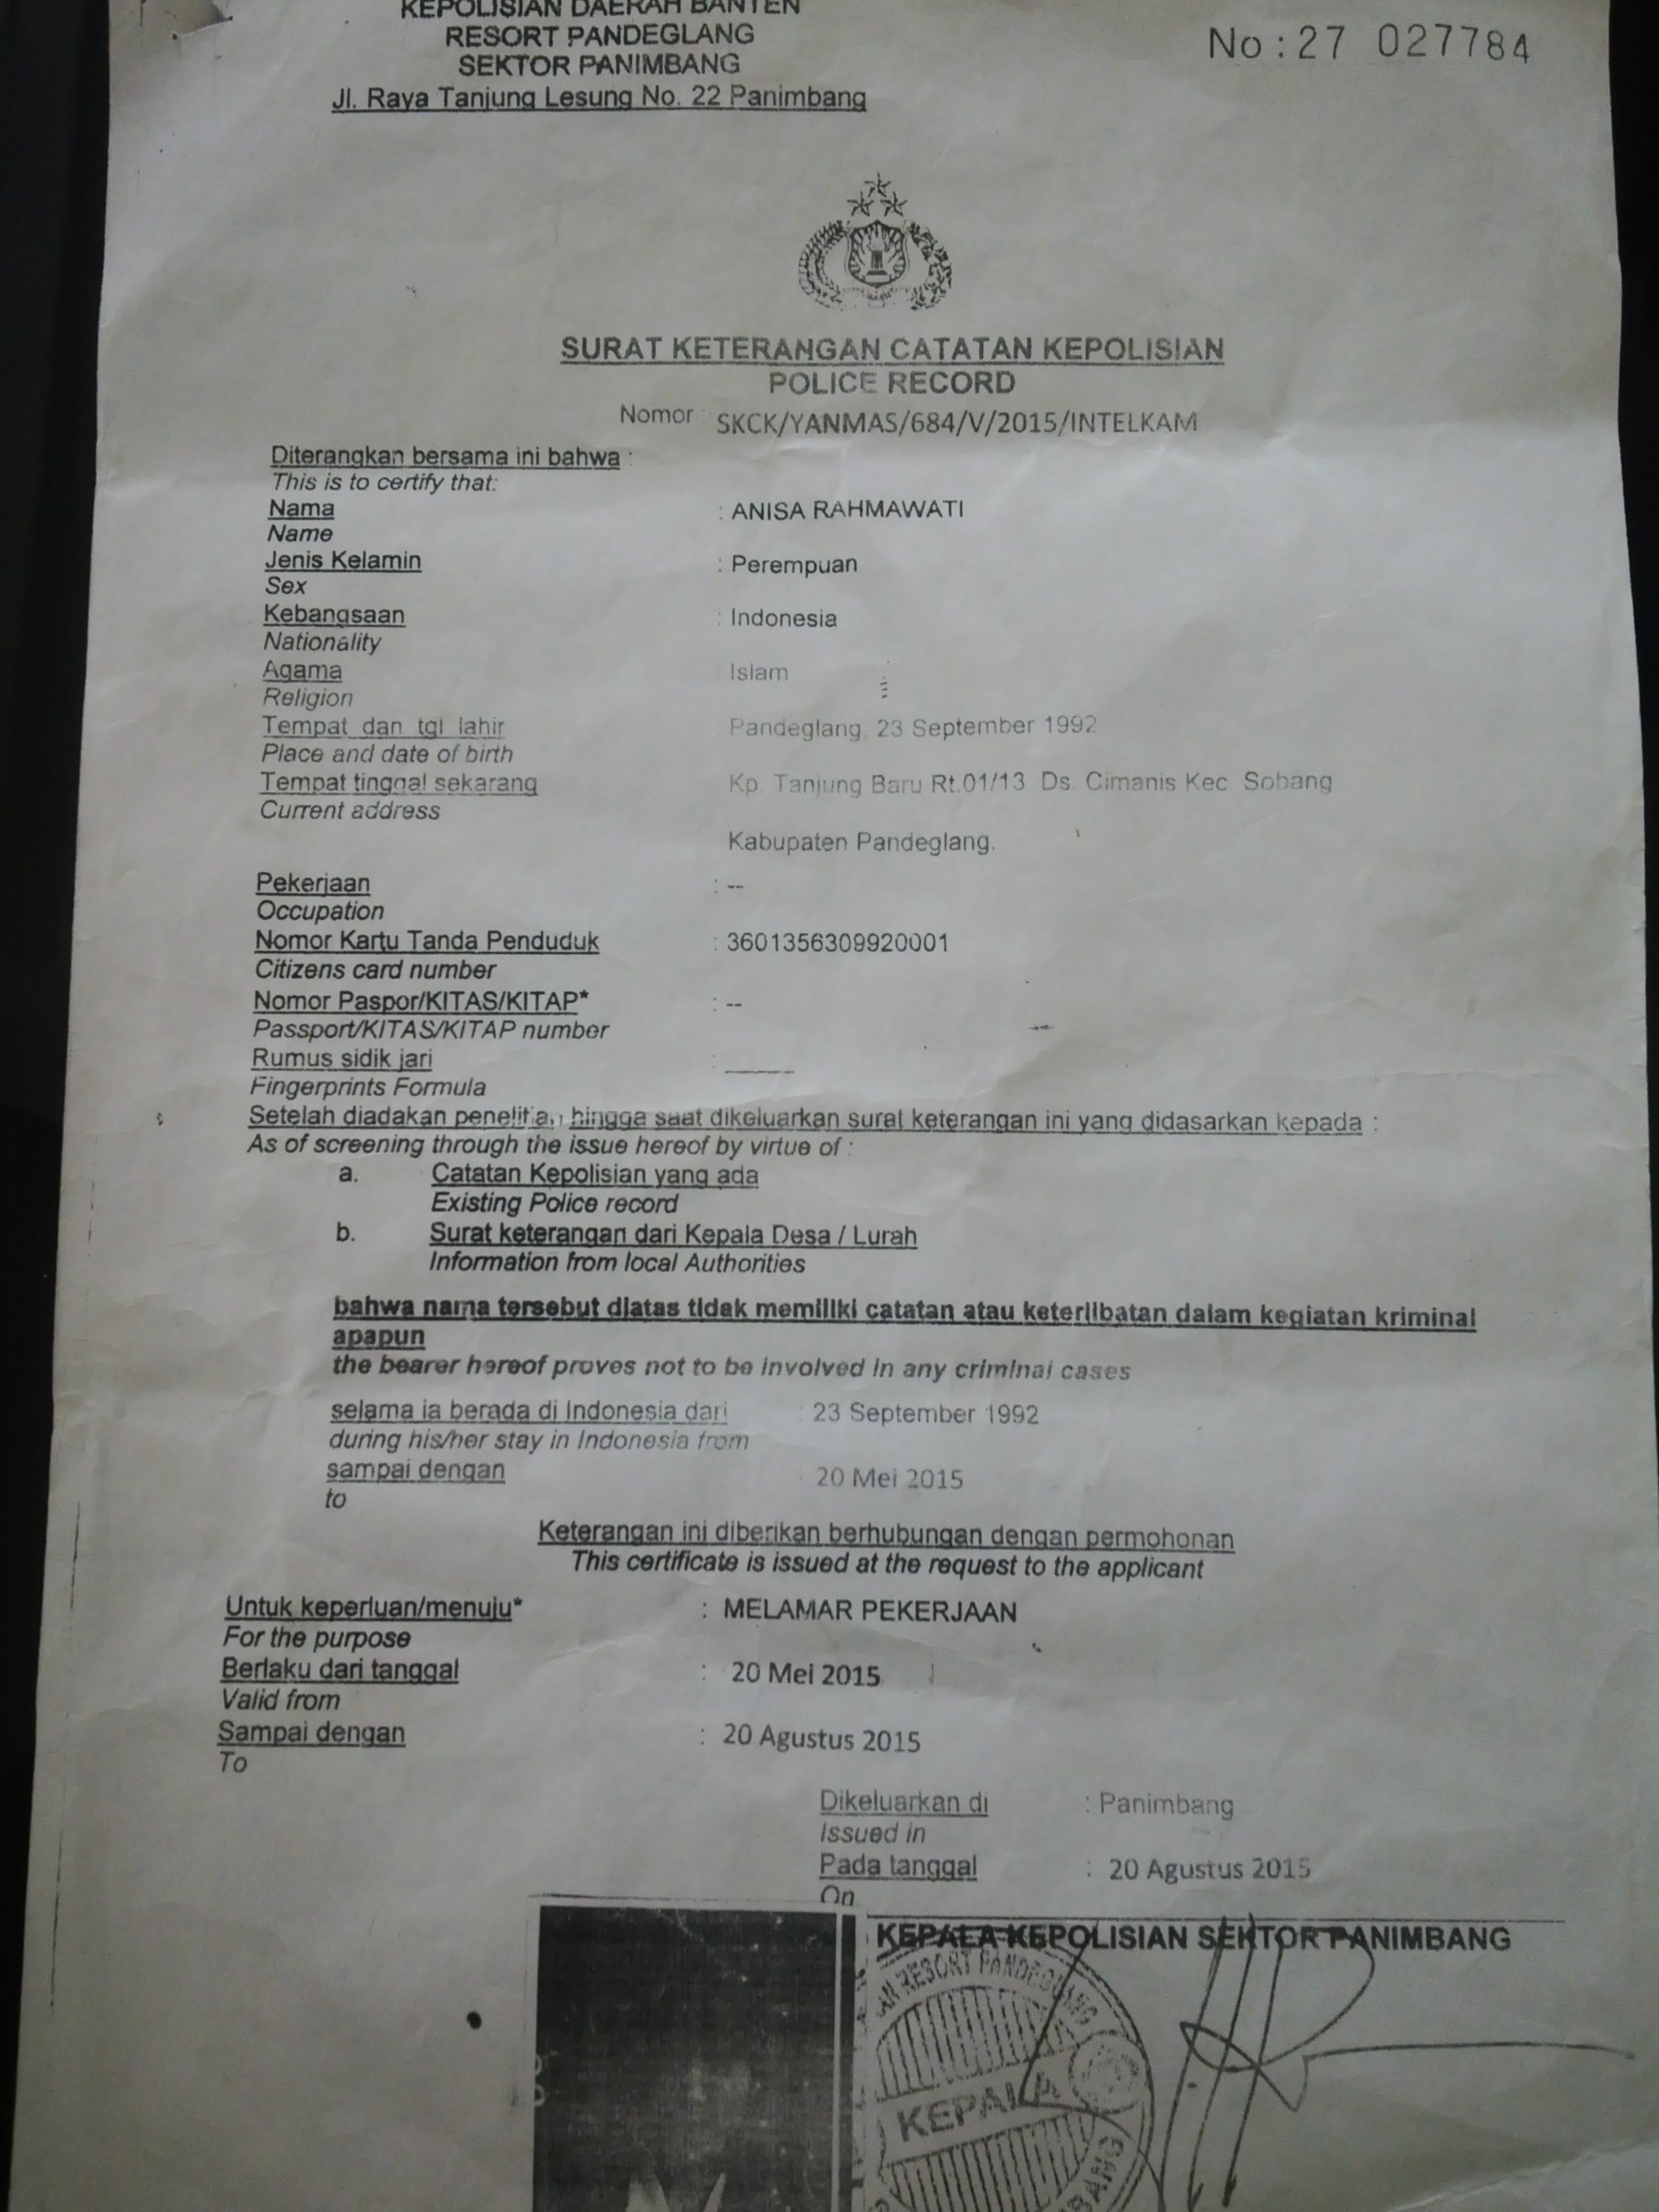 KEPOLISIAN DAERAH BANTEN
RESORT PANDEGLANG
SEKTOR PANIMBANG
Jl. Raya Tanjung Lesung No. 22 Panimbang
No : 27 027784
SURAT KETERANGAN CATATAN KEPOLISIAN
POLICE RECORD
Nomor : SKCK/YANMAS/684/V/2015/INTELKAM
Diterangkan bersama ini bahwa :
This is to certify that:
Nama : ANISA RAHMAWATI
Name
Jenis Kelamin : Perempuan
Sex
Kebangsaan : Indonesia
Nationality
Agama Islam
Religion
Tempat dan tgl lahir Pandeglang, 23 September 1992
Place and date of birth
Tempat tinggal sekarang Kp Tanjung Baru Rt.01/13 Ds. Cimanis Kec Sobang
Current address
Kabupaten Pandeglang.
Pekerjaan : --
Occupation
Nomor Kartu Tanda Penduduk : 3601356309920001
Citizens card number
Nomor Paspor/KITAS/KITAP* : --
Passport/KITAS/KITAP number
Rumus sidik jari :
Fingerprints Formula
Setelah diadakan penelitian hingga saat dikeluarkan surat keterangan ini yang didasarkan kepada :
As of screening through the issue hereof by virtue of :
a. Catatan Kepolisian yang ada
Existing Police record
b. Surat keterangan dari Kepala Desa / Lurah
Information from local Authorities
bahwa nama tersebut diatas tidak memiliki catatan atau keterlibatan dalam kegiatan kriminal
apapun
the bearer hereof proves not to be involved in any criminal cases
selama ia berada di Indonesia dari : 23 September 1992
during his/her stay in Indonesia from
sampai dengan 20 Mei 2015
to
Keterangan ini diberikan berhubungan dengan permohonan
This certificate is issued at the request to the applicant
Untuk keperluan/menuju* : MELAMAR PEKERJAAN
For the purpose
Berlaku dari tanggal : 20 Mei 2015
Valid from
Sampai dengan : 20 Agustus 2015
To
Dikeluarkan di : Panimbang
Issued in
Pada tanggal : 20 Agustus 2015
On
KEPALA KEPOLISIAN SEKTOR PANIMBANG
RESORT PANDEGLANG
KEPALA